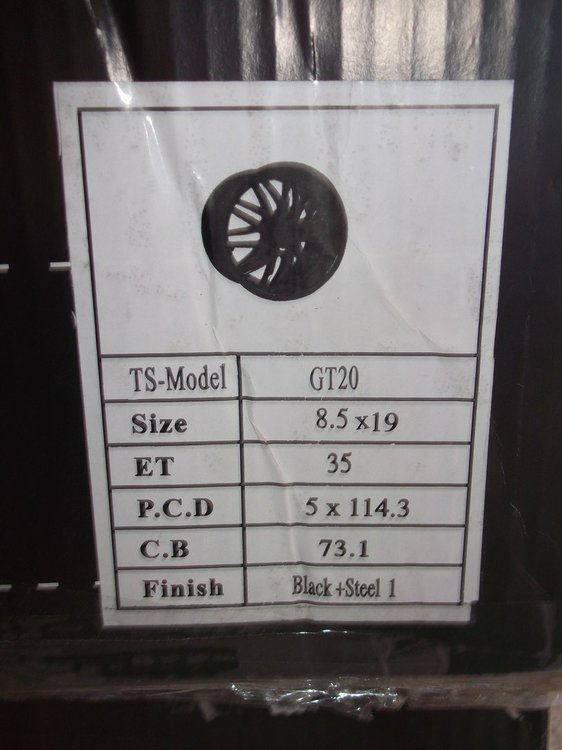 TS-Model GT20
Size 8.5 x19
ET 35
P.C.D 5 x 114.3
C.B 73.1
Finish Black +Steel 1